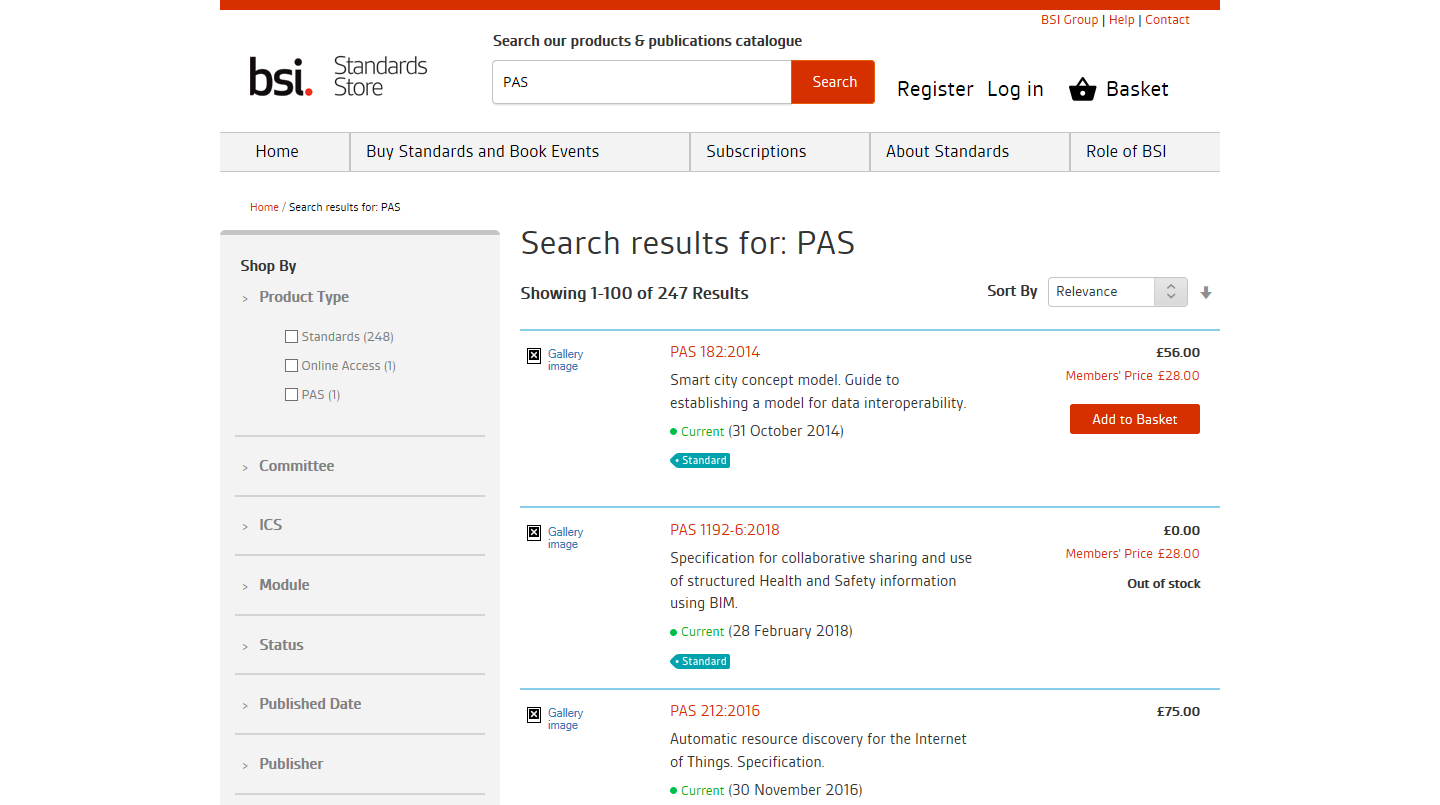 BSI Group | Help | Contact
Search our products & publications catalogue
bsi. Standards Store
PAS
Search
Register
Log in
Basket
Home
Buy Standards and Book Events
Subscriptions
About Standards
Role of BSI
Home / Search results for: PAS
Shop By
Product Type
Standards (248)
Online Access (1)
PAS (1)
Committee
ICS
Module
Status
Published Date
Publisher
Search results for: PAS
Showing 1-100 of 247 Results
Sort By
Relevance
Gallery
image
PAS 182:2014
Smart city concept model. Guide to
establishing a model for data interoperability.
Current (31 October 2014)
Standard
£56.00
Members' Price £28.00
Add to Basket
Gallery
image
PAS 1192-6:2018
Specification for collaborative sharing and use
of structured Health and Safety information
using BIM.
Current (28 February 2018)
Standard
£0.00
Members' Price £28.00
Out of stock
Gallery
image
PAS 212:2016
Automatic resource discovery for the Internet
of Things. Specification.
Current (30 November 2016)
£75.00